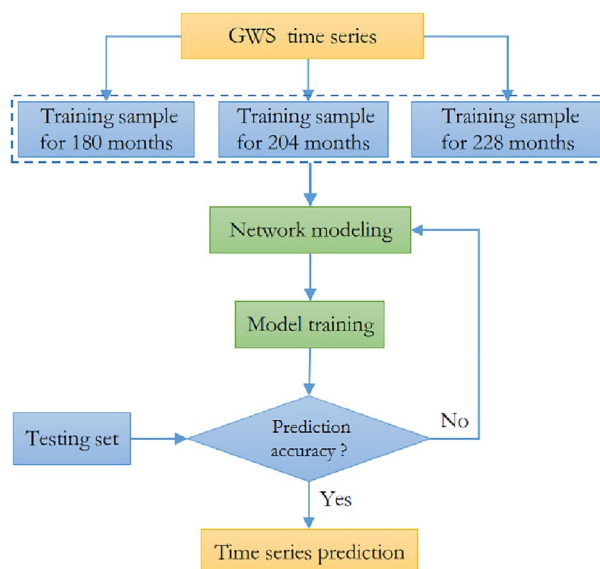 GWS time series
Training sample
for 180 months
Training sample
for 204 months
Training sample
for 228 months
Network modeling
Model training
Testing set
Prediction
accuracy ?
No
Yes
Time series prediction